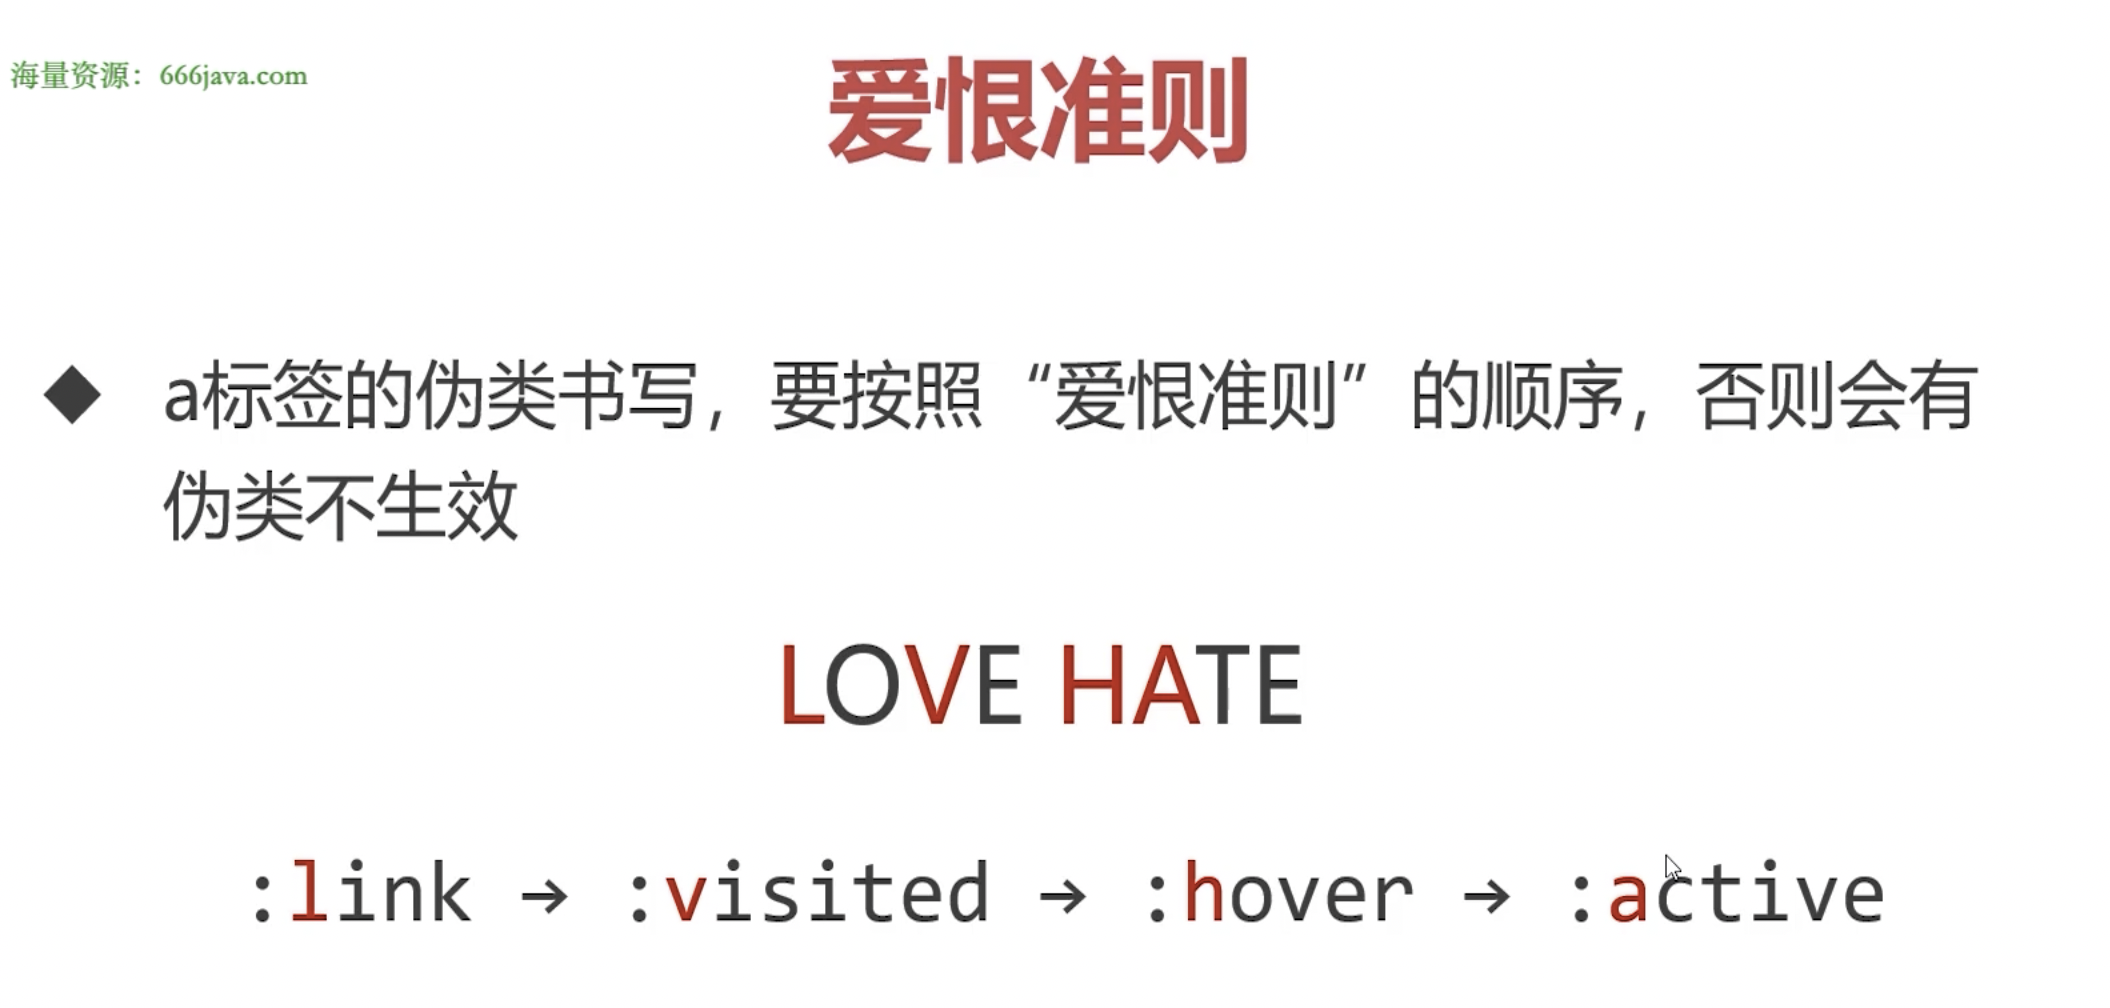 海量资源：666java.com
爱恨准则
◆ a标签的伪类书写，要按照“爱恨准则”的顺序，否则会有
伪类不生效
LOVE HATE
:link → :visited → :hover → :active